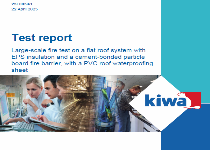 Test report
Large-scale fire test on a flat roof system with
EPS insulation and a cement-bonded particle
board fire barrier, with a PVC roof waterproofing
sheet
kiwa